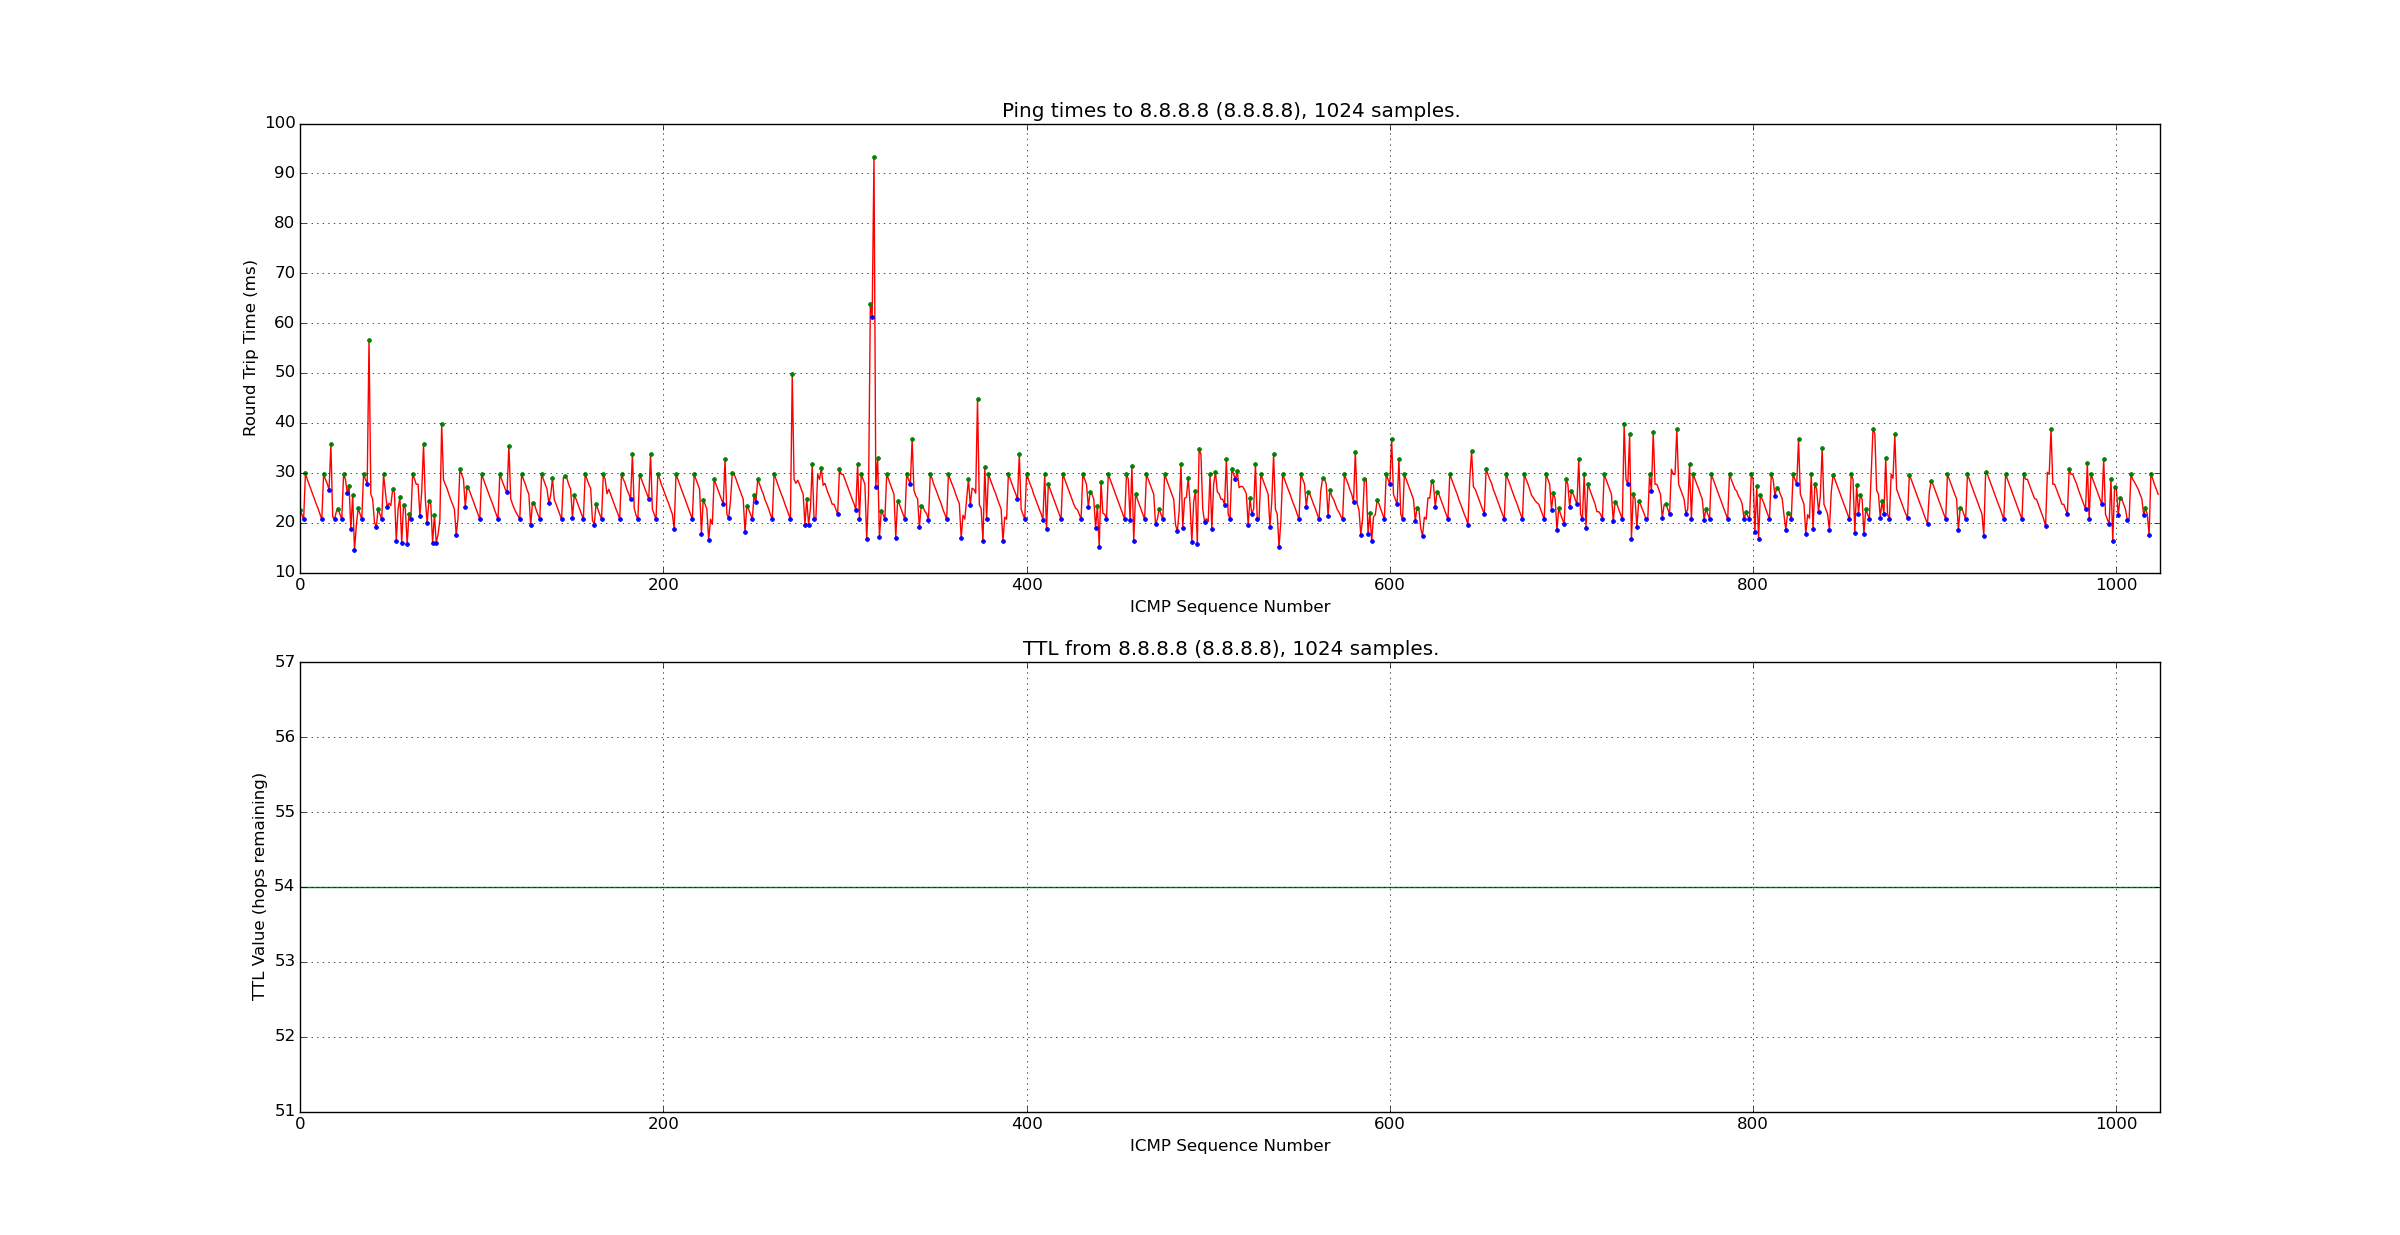 Ping times to 8.8.8.8 (8.8.8.8), 1024 samples.
100
90
80
70
60
50
40
30
20
10
Round Trip Time (ms)
0 200 400 600 800 1000
ICMP Sequence Number
TTL from 8.8.8.8 (8.8.8.8), 1024 samples.
57
56
55
54
53
52
51
TTL Value (hops remaining)
0 200 400 600 800 1000
ICMP Sequence Number